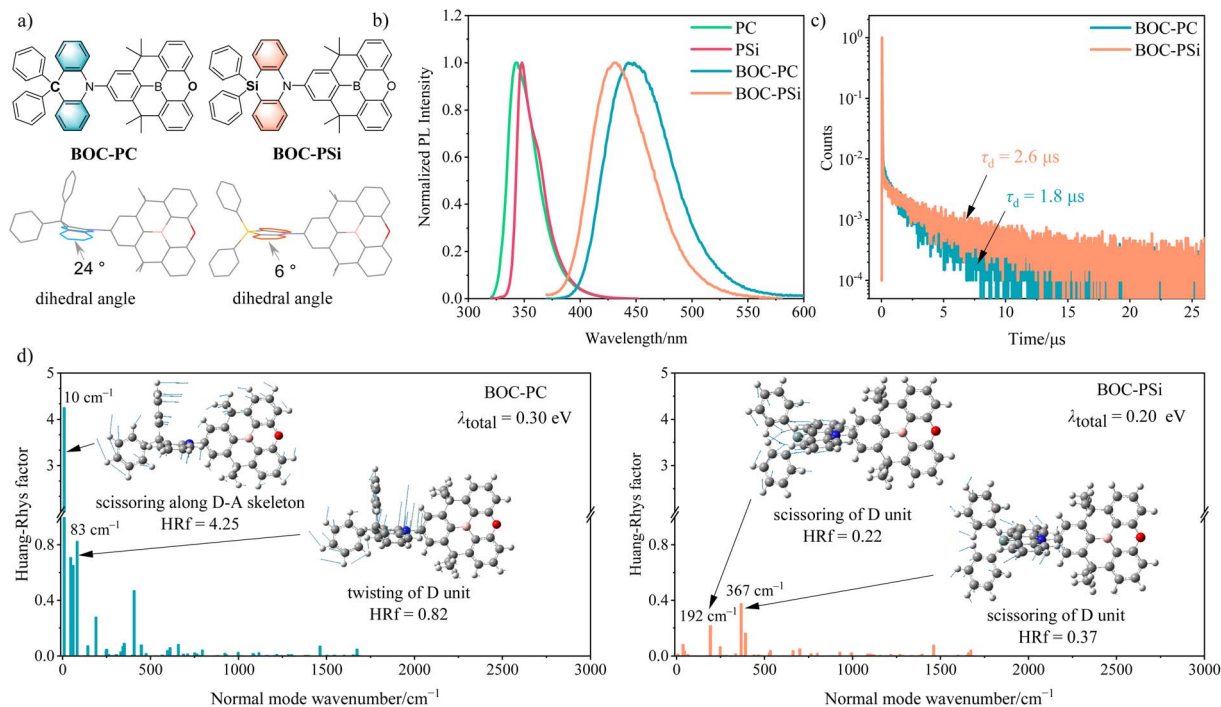 a)
C
N
B
O
BOC-PC
Si
N
B
O
BOC-PSi
24 °
dihedral angle
6 °
dihedral angle
b)
PC
PSi
BOC-PC
BOC-PSi
Normalized PL Intensity
1.2
1.0
0.8
0.6
0.4
0.2
0.0
300
350
400
450
500
550
600
Wavelength/nm
c)
BOC-PC
BOC-PSi
Counts
10⁰
10⁻¹
10⁻²
10⁻³
10⁻⁴
τd = 2.6 μs
τd = 1.8 μs
0
5
10
15
20
25
Time/μs
d)
Huang-Rhys factor
5
4
3
0.8
0.4
0.0
10 cm⁻¹
BOC-PC
λtotal = 0.30 eV
scissoring along D-A skeleton
HRf = 4.25
83 cm⁻¹
twisting of D unit
HRf = 0.82
0
500
1000
1500
2000
2500
3000
Normal mode wavenumber/cm⁻¹
Huang-Rhys factor
5
4
3
0.8
0.4
0.0
BOC-PSi
λtotal = 0.20 eV
scissoring of D unit
HRf = 0.22
192 cm⁻¹
367 cm⁻¹
scissoring of D unit
HRf = 0.37
0
500
1000
1500
2000
2500
3000
Normal mode wavenumber/cm⁻¹